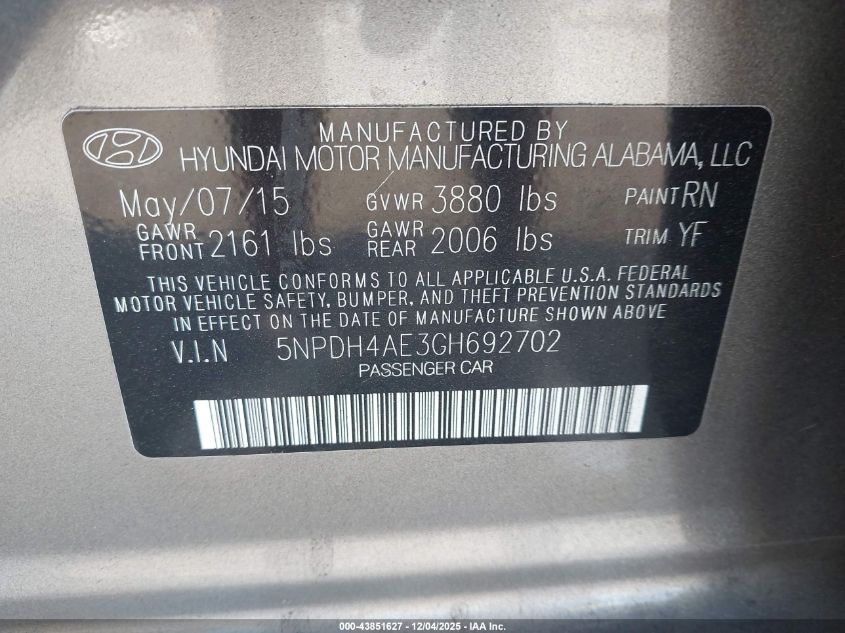 MANUFACTURED BY
HYUNDAI MOTOR MANUFACTURING ALABAMA, LLC
May/07/15 GVWR 3880 lbs PAINT RN
GAWR FRONT 2161 lbs GAWR REAR 2006 lbs TRIM YF
THIS VEHICLE CONFORMS TO ALL APPLICABLE U.S.A. FEDERAL
MOTOR VEHICLE SAFETY, BUMPER, AND THEFT PREVENTION STANDARDS
IN EFFECT ON THE DATE OF MANUFACTURE SHOWN ABOVE
V.I.N 5NPDH4AE3GH692702
PASSENGER CAR
000-43851627 - 12/04/2025 - IAA Inc.